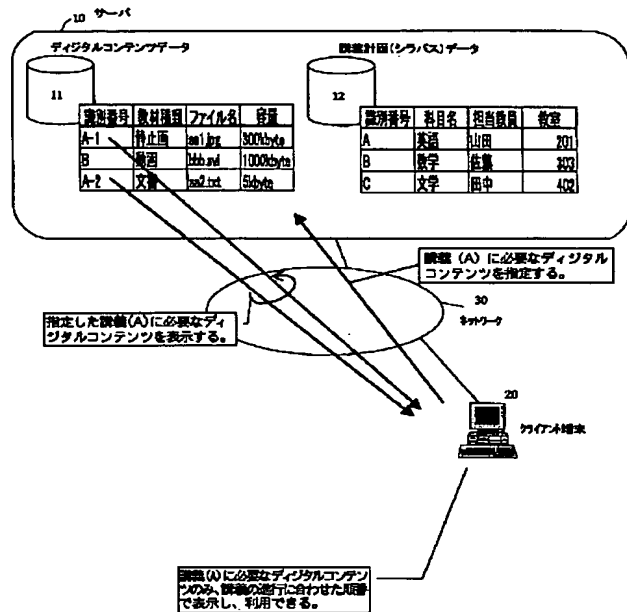 10 サーバ
ディジタルコンテンツデータ
講義計画(シラバス)データ
11
12
識別番号 教材種類 ファイル名 容量
A-1 静止画 aa1.jpg 300kbyte
B 動画 bbb.avi 1000kbyte
A-2 文書 aa2.txt 5kbyte
識別番号 科目名 担当教員 教室
A 英語 山田 201
B 数学 佐藤 303
C 文学 田中 402
講義(A)に必要なディジタル
コンテンツを指定する。
30
ネットワーク
指定した講義(A)に必要なディ
ジタルコンテンツを表示する。
20
クライアント端末
講義(A)に必要なディジタルコンテン
ツのみ、講義の進行に合わせた順番
で表示し、利用できる。